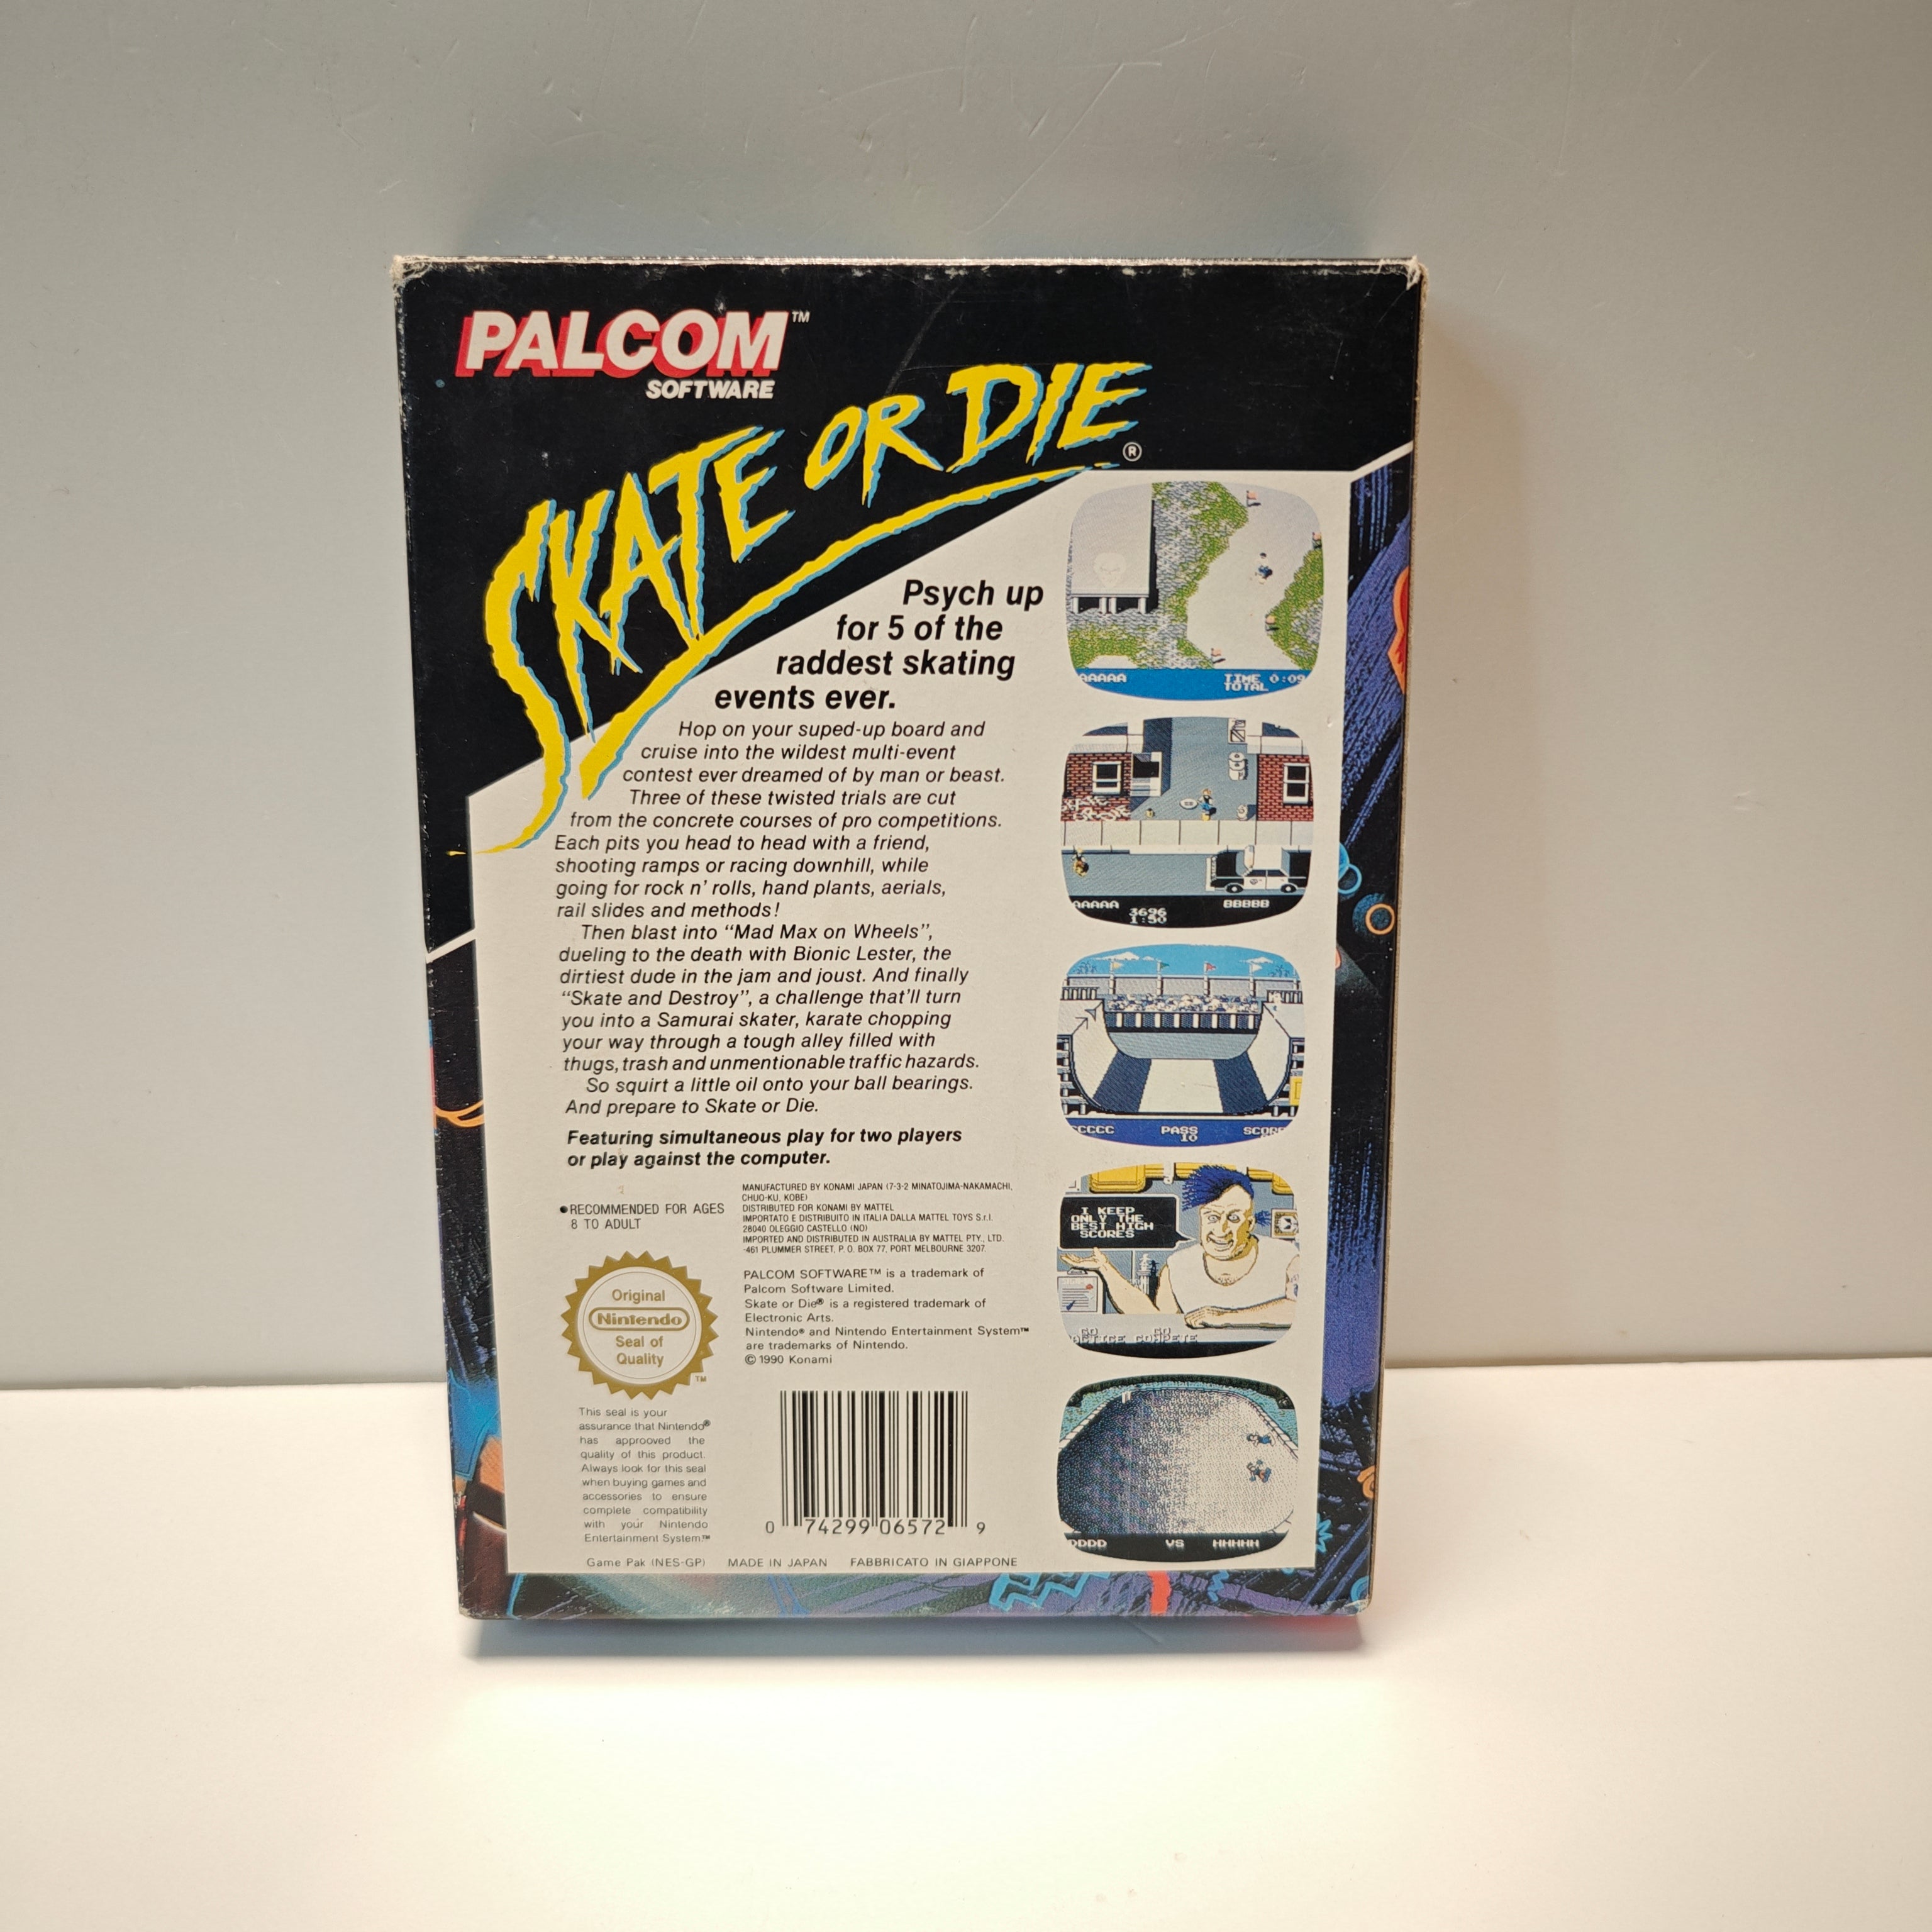 PALCOM™
SOFTWARE
SKATE OR DIE®
Psych up
for 5 of the
raddest skating
events ever.
Hop on your suped-up board and
cruise into the wildest multi-event
contest ever dreamed of by man or beast.
Three of these twisted trials are cut
from the concrete courses of pro competitions.
Each pits you head to head with a friend,
shooting ramps or racing downhill, while
going for rock n' rolls, hand plants, aerials,
rail slides and methods!
Then blast into "Mad Max on Wheels",
dueling to the death with Bionic Lester, the
dirtiest dude in the jam and joust. And finally
"Skate and Destroy", a challenge that'll turn
you into a Samurai skater, karate chopping
your way through a tough alley filled with
thugs, trash and unmentionable traffic hazards.
So squirt a little oil onto your ball bearings.
And prepare to Skate or Die.
Featuring simultaneous play for two players
or play against the computer.
●RECOMMENDED FOR AGES
8 TO ADULT
MANUFACTURED BY KONAMI JAPAN (7-3-2 MINATOJIMA-NAKAMACHI,
CHUO-KU, KOBE)
DISTRIBUTED FOR KONAMI BY MATTEL
IMPORTATO E DISTRIBUITO IN ITALIA DALLA MATTEL TOYS S.r.l.
28040 OLEGGIO CASTELLO (NO)
IMPORTED AND DISTRIBUTED IN AUSTRALIA BY MATTEL PTY., LTD.
-461 PLUMMER STREET, P. O. BOX 77, PORT MELBOURNE 3207.
PALCOM SOFTWARE™ is a trademark of
Palcom Software Limited.
Skate or Die® is a registered trademark of
Electronic Arts.
Nintendo® and Nintendo Entertainment System™
are trademarks of Nintendo.
© 1990 Konami
Original
Nintendo
Seal of
Quality
TM
This seal is your
assurance that Nintendo®
has approoved the
quality of this product.
Always look for this seal
when buying games and
accessories to ensure
complete compatibility
with your Nintendo
Entertainment System.™
0 74299 06572 9
Game Pak (NES-GP) MADE IN JAPAN FABBRICATO IN GIAPPONE
AAAAA TIME 0:09
TOTAL
AAAAA 3696 BBBBB
1:50
CCCC PASS SCORE
10
I KEEP
ONLY THE
BEST HIGH
SCORES
GO GO
ACTICE COMPETE
DDDD VS HHHHH